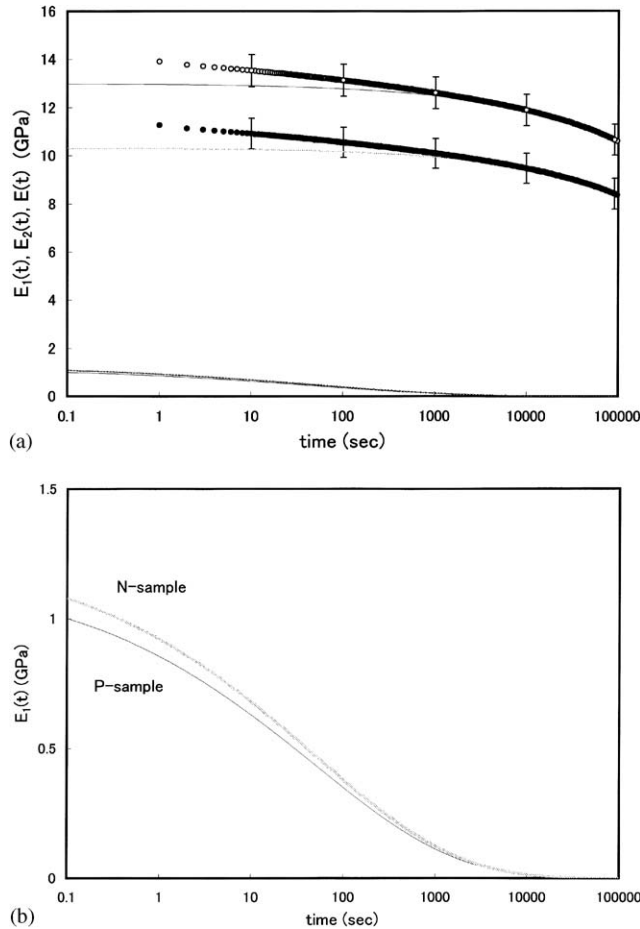 18
16
14
12
10
8
6
4
2
0
E₁(t), E₂(t), E(t) (GPa)
0.1 1 10 100 1000 10000 100000
time (sec)
(a)
1.5
1
0.5
0
E₁(t) (GPa)
N-sample
P-sample
0.1 1 10 100 1000 10000 100000
time (sec)
(b)